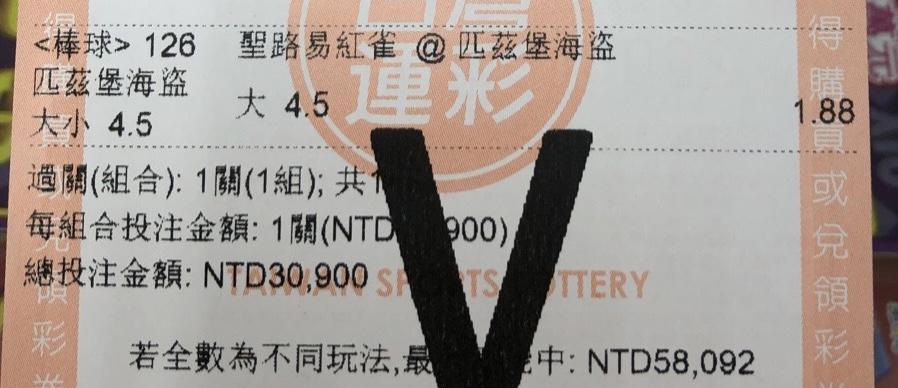 <棒球> 126 聖路易紅雀 @ 匹茲堡海盜
匹茲堡海盜
大 4.5
1.88
大小 4.5
過關(組合): 1關(1組); 共1
每組合投注金額: 1關(NTD 900)
總投注金額: NTD30,900
TAIWAN SPORTS LOTTERY
若全數為不同玩法,最 中: NTD58,092
運彩
得購買或兌領彩